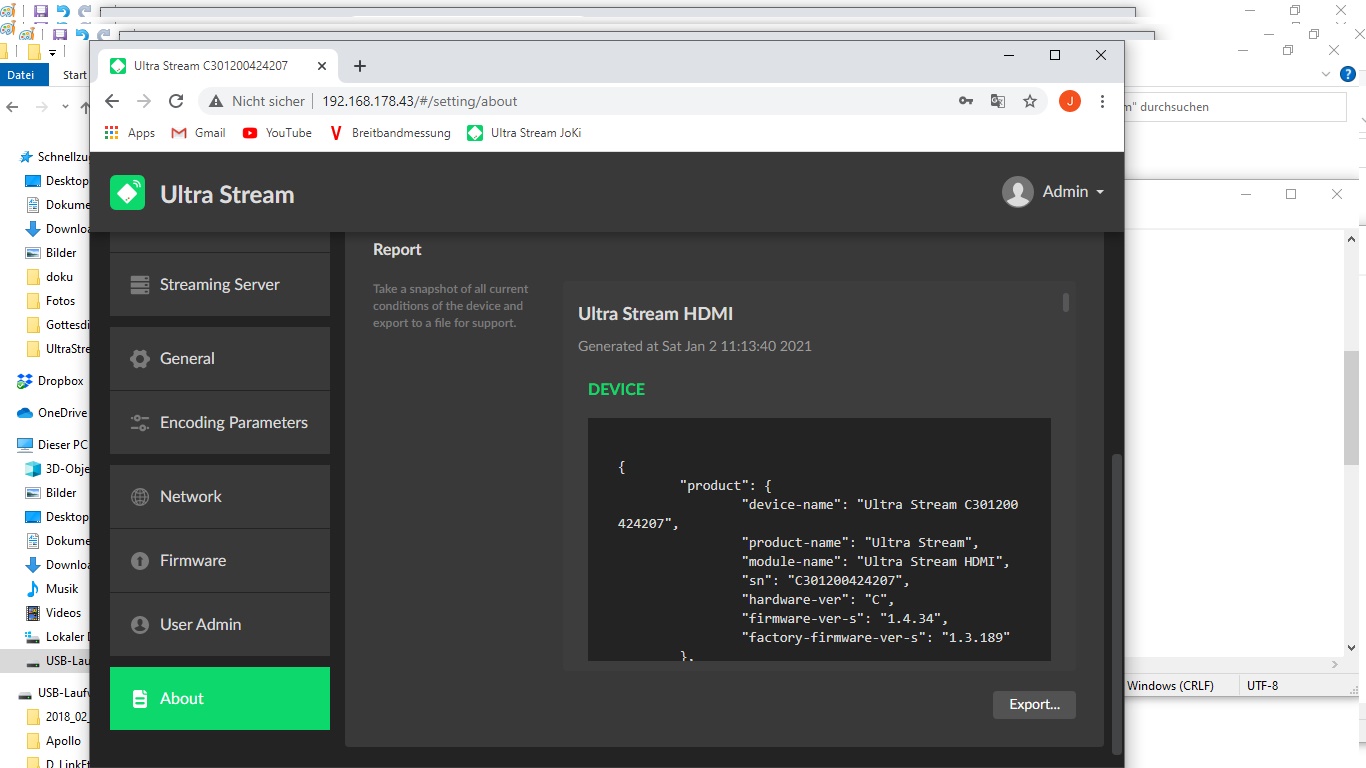 Ultra Stream C301200424207
Datei
Start
Nicht sicher
192.168.178.43/#/setting/about
J
m" durchsuchen
Apps
Gmail
YouTube
Breitbandmessung
Ultra Stream JoKi
Schnellzu
Desktop
Dokume
Downloa
Bilder
doku
Fotos
Gottesdi
UltraStre
Dropbox
OneDrive
Dieser PC
3D-Obje
Bilder
Desktop
Dokume
Downloa
Musik
Videos
Lokaler D
USB-Lau
USB-Laufw
2018_02_
Apollo
D_LinkEt
Ultra Stream
Admin
Streaming Server
General
Encoding Parameters
Network
Firmware
User Admin
About
Report
Take a snapshot of all current
conditions of the device and
export to a file for support.
Ultra Stream HDMI
Generated at Sat Jan 2 11:13:40 2021
DEVICE
{
"product": {
"device-name": "Ultra Stream C301200
424207",
"product-name": "Ultra Stream",
"module-name": "Ultra Stream HDMI",
"sn": "C301200424207",
"hardware-ver": "C",
"firmware-ver-s": "1.4.34",
"factory-firmware-ver-s": "1.3.189"
},
Export...
Windows (CRLF)
UTF-8